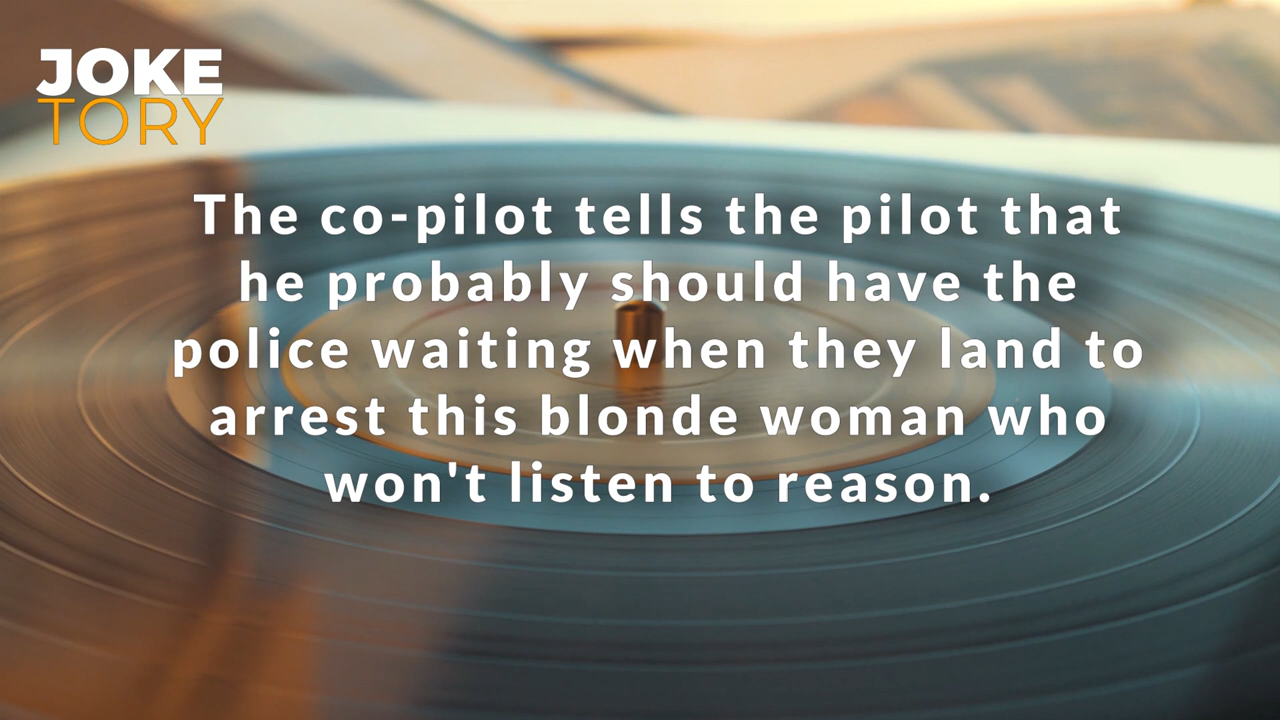 JOKE
TORY
The co-pilot tells the pilot that
he probably should have the
police waiting when they land to
arrest this blonde woman who
won't listen to reason.